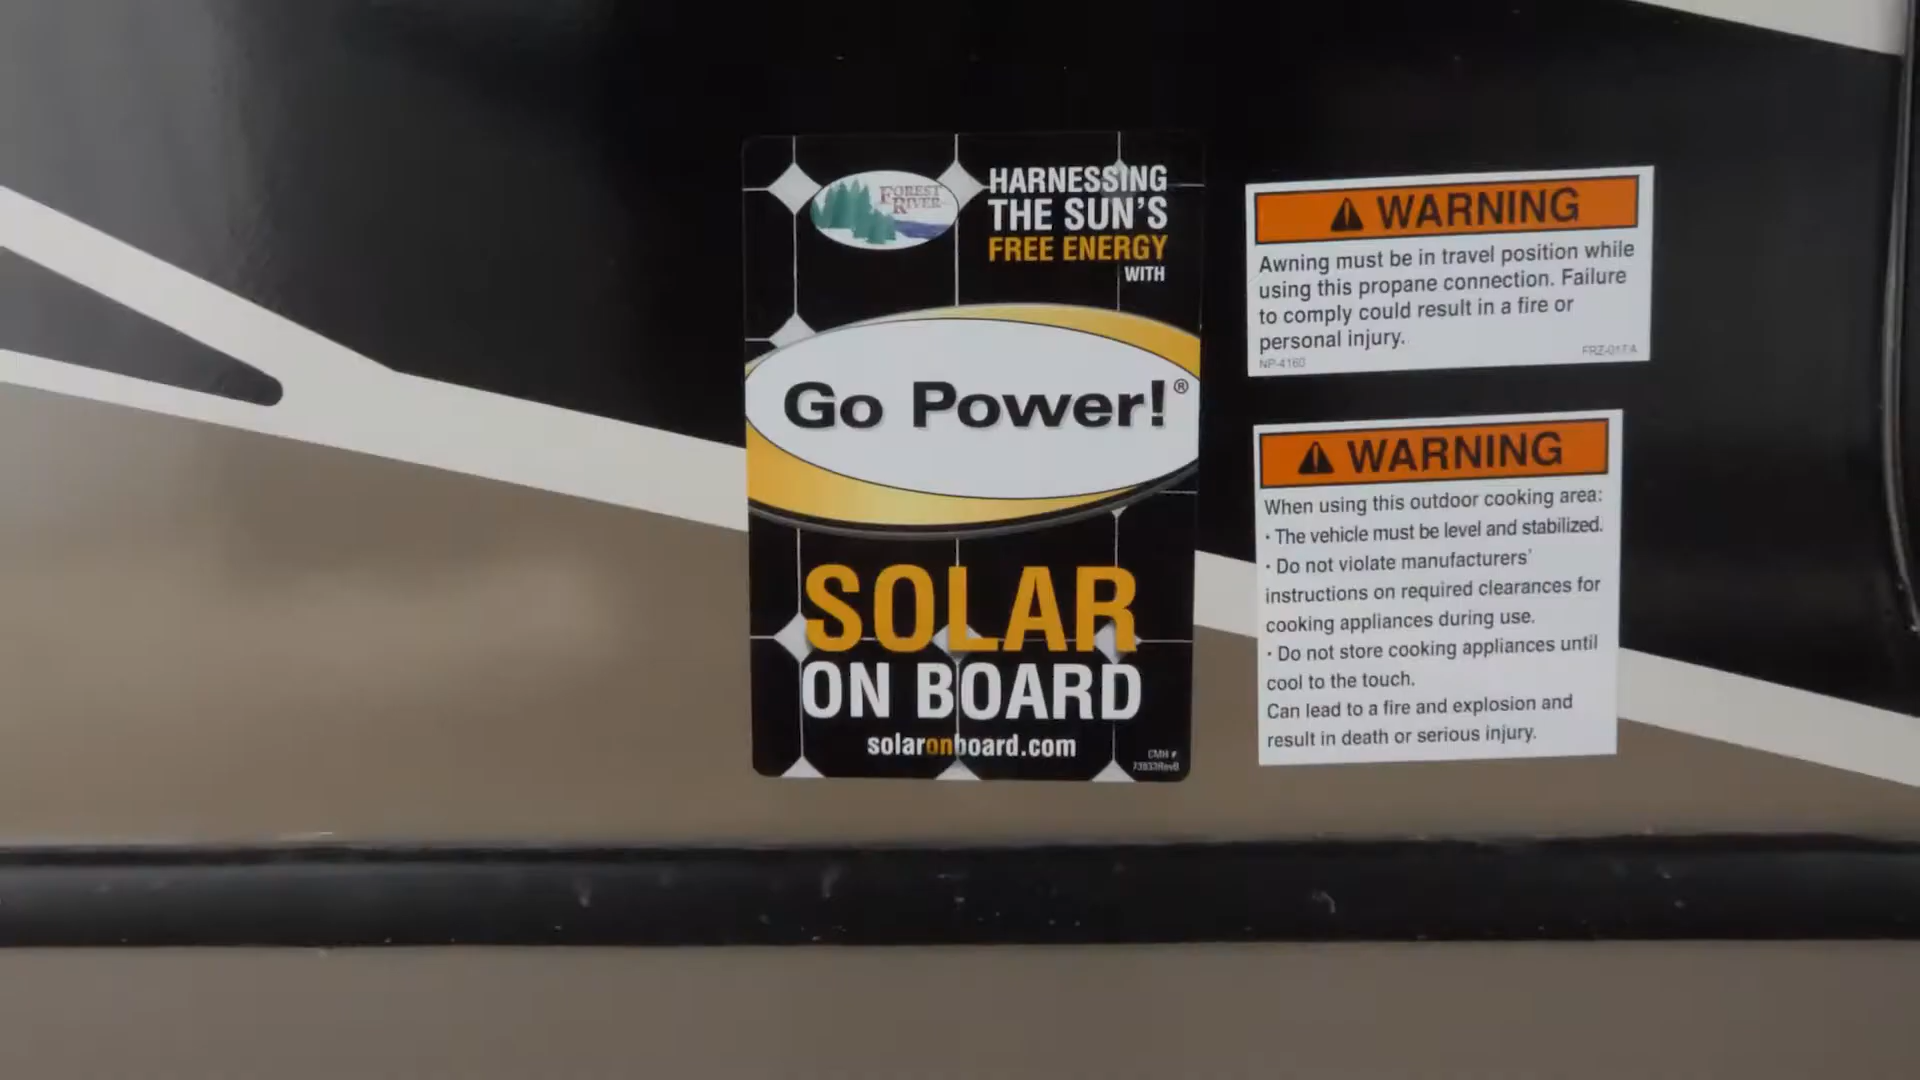 FOREST
RIVER
HARNESSING
THE SUN'S
FREE ENERGY
WITH
Go Power!®
SOLAR
ON BOARD
solaronboard.com
CMH #
73933RevB
WARNING
Awning must be in travel position while
using this propane connection. Failure
to comply could result in a fire or
personal injury.
NP-4160
FRZ-017 A
WARNING
When using this outdoor cooking area:
· The vehicle must be level and stabilized.
· Do not violate manufacturers'
instructions on required clearances for
cooking appliances during use.
· Do not store cooking appliances until
cool to the touch.
Can lead to a fire and explosion and
result in death or serious injury.